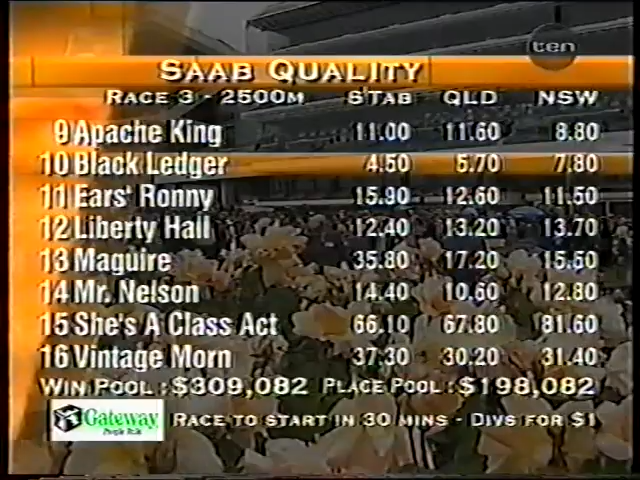 ten
SAAB QUALITY
RACE 3 - 2500M STAB QLD NSW
9 Apache King 11.00 11.60 8.80
10 Black Ledger 4.50 5.70 7.80
11 Ears' Ronny 15.90 12.60 11.50
12 Liberty Hall 12.40 13.20 13.70
13 Maguire 35.80 17.20 15.50
14 Mr. Nelson 14.40 10.60 12.80
15 She's A Class Act 66.10 67.80 81.60
16 Vintage Morn 37.30 30.20 31.40
WIN POOL : $309,082 PLACE POOL : $198,082
Gateway
People Talk
RACE TO START IN 30 MINS - DIVS FOR $1